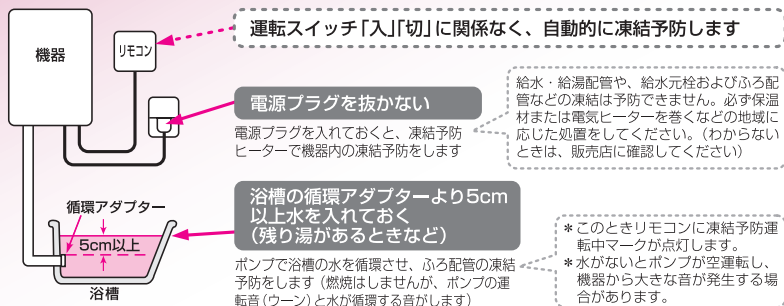 運転スイッチ「入」「切」に関係なく、自動的に凍結予防します
機器
リモコン
電源プラグを抜かない
電源プラグを入れておくと、凍結予防
ヒーターで機器内の凍結予防をします
給水・給湯配管や、給水元栓およびふろ配
管などの凍結は予防できません。必ず保温
材または電気ヒーターを巻くなどの地域に
応じた処置をしてください。（わからない
ときは、販売店に確認してください）
浴槽の循環アダプターより5cm
以上水を入れておく
（残り湯があるときなど）
循環アダプター
5cm以上
浴槽
ポンプで浴槽の水を循環させ、ふろ配管の凍結
予防をします（燃焼はしませんが、ポンプの運
転音（ウーン）と水が循環する音がします）
＊このときリモコンに凍結予防運
転中マークが点灯します。
＊水がないとポンプが空運転し、
機器から大きな音が発生する場
合があります。